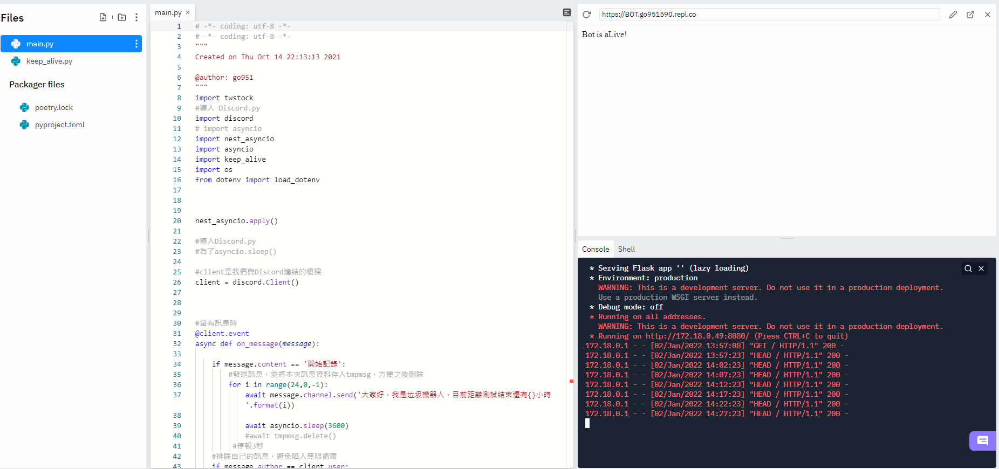 Files
main.py
keep_alive.py
Packager files
poetry.lock
pyproject.toml
main.py ×
1 # -*- coding: utf-8 -*-
2 # -*- coding: utf-8 -*-
3 """
4 Created on Thu Oct 14 22:13:13 2021
5
6 @author: go951
7 """
8 import twstock
9 #導入 Discord.py
10 import discord
11 # import asyncio
12 import nest_asyncio
13 import asyncio
14 import keep_alive
15 import os
16 from dotenv import load_dotenv
17
18
19
20 nest_asyncio.apply()
21
22 #導入Discord.py
23 #為了asyncio.sleep()
24
25 #client是我們與Discord連結的橋樑
26 client = discord.Client()
27
28
29
30 #當有訊息時
31 @client.event
32 async def on_message(message):
33
34 if message.content == '開始記錄':
35 #發送訊息，並將本次訊息資料存入tmpmsg，方便之後刪除
36 for i in range(24,0,-1):
37 await message.channel.send('大家好，我是垃圾機器人，目前距離測試結束還有{}小時
'.format(i))
38
39 await asyncio.sleep(3600)
40 #await tmpmsg.delete()
41 #停頓3秒
42 #排除自己的訊息，避免陷入無限循環
43 if message.author == client.user:
https://BOT.go951590.repl.co
Bot is aLive!
Console Shell
* Serving Flask app '' (lazy loading)
* Environment: production
WARNING: This is a development server. Do not use it in a production deployment.
Use a production WSGI server instead.
* Debug mode: off
* Running on all addresses.
WARNING: This is a development server. Do not use it in a production deployment.
* Running on http://172.18.0.49:8080/ (Press CTRL+C to quit)
172.18.0.1 - - [02/Jan/2022 13:57:08] "GET / HTTP/1.1" 200 -
172.18.0.1 - - [02/Jan/2022 13:57:23] "HEAD / HTTP/1.1" 200 -
172.18.0.1 - - [02/Jan/2022 14:02:23] "HEAD / HTTP/1.1" 200 -
172.18.0.1 - - [02/Jan/2022 14:07:23] "HEAD / HTTP/1.1" 200 -
172.18.0.1 - - [02/Jan/2022 14:12:23] "HEAD / HTTP/1.1" 200 -
172.18.0.1 - - [02/Jan/2022 14:17:23] "HEAD / HTTP/1.1" 200 -
172.18.0.1 - - [02/Jan/2022 14:22:23] "HEAD / HTTP/1.1" 200 -
172.18.0.1 - - [02/Jan/2022 14:27:23] "HEAD / HTTP/1.1" 200 -